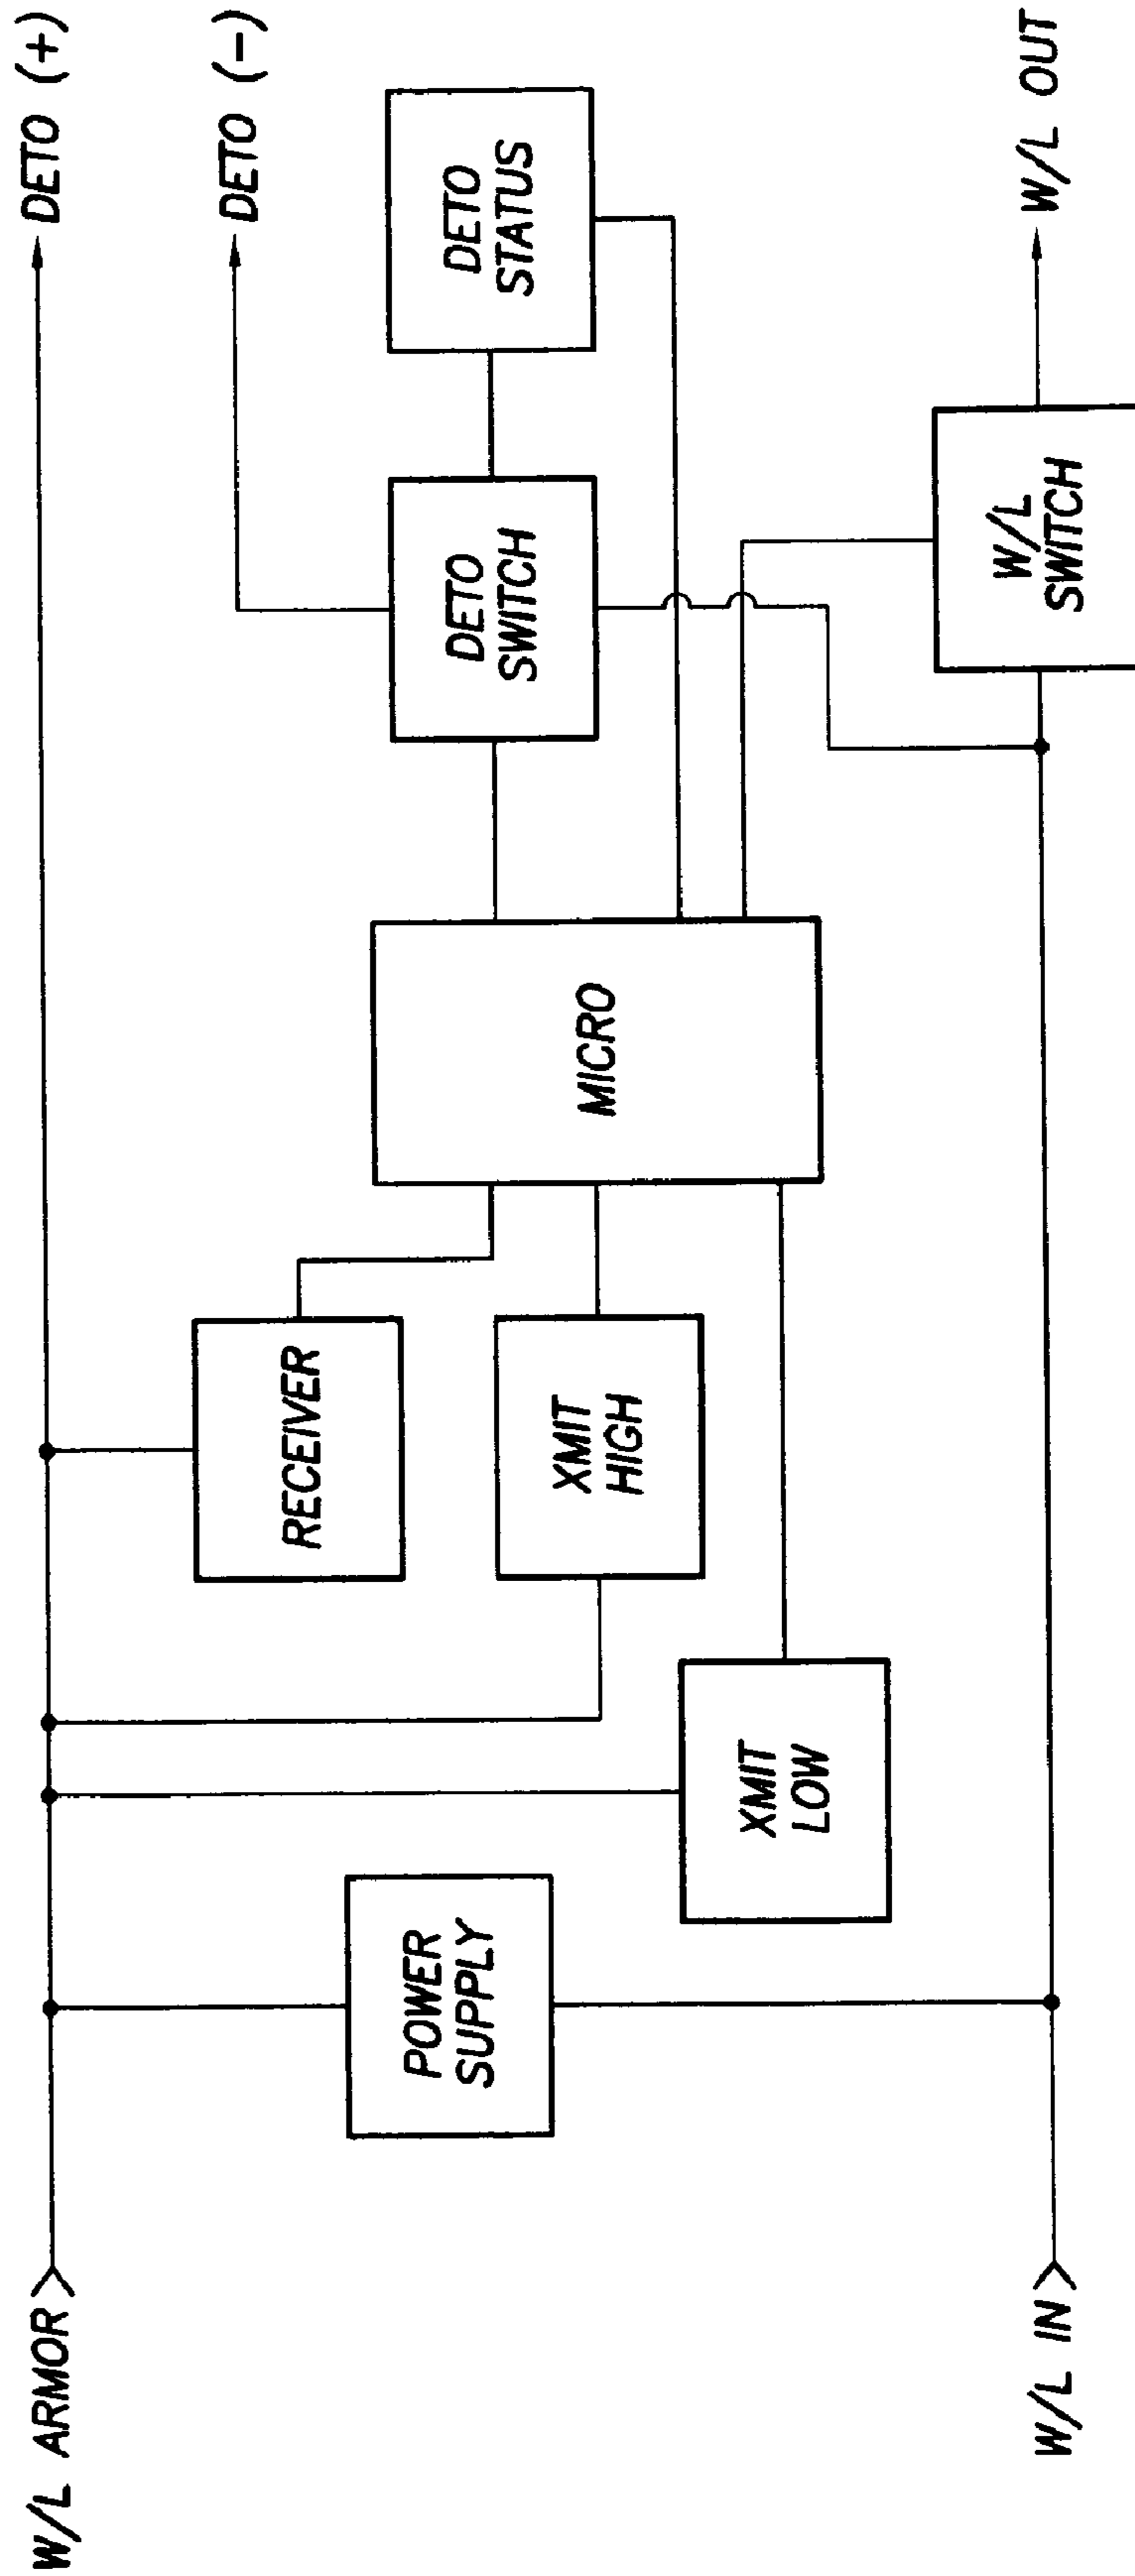 W/L ARMOR
DETO (+)
DETO (-)
RECEIVER
POWER
SUPPLY
XMIT
HIGH
XMIT
LOW
MICRO
DETO
SWITCH
DETO
STATUS
W/L
SWITCH
W/L IN
W/L OUT